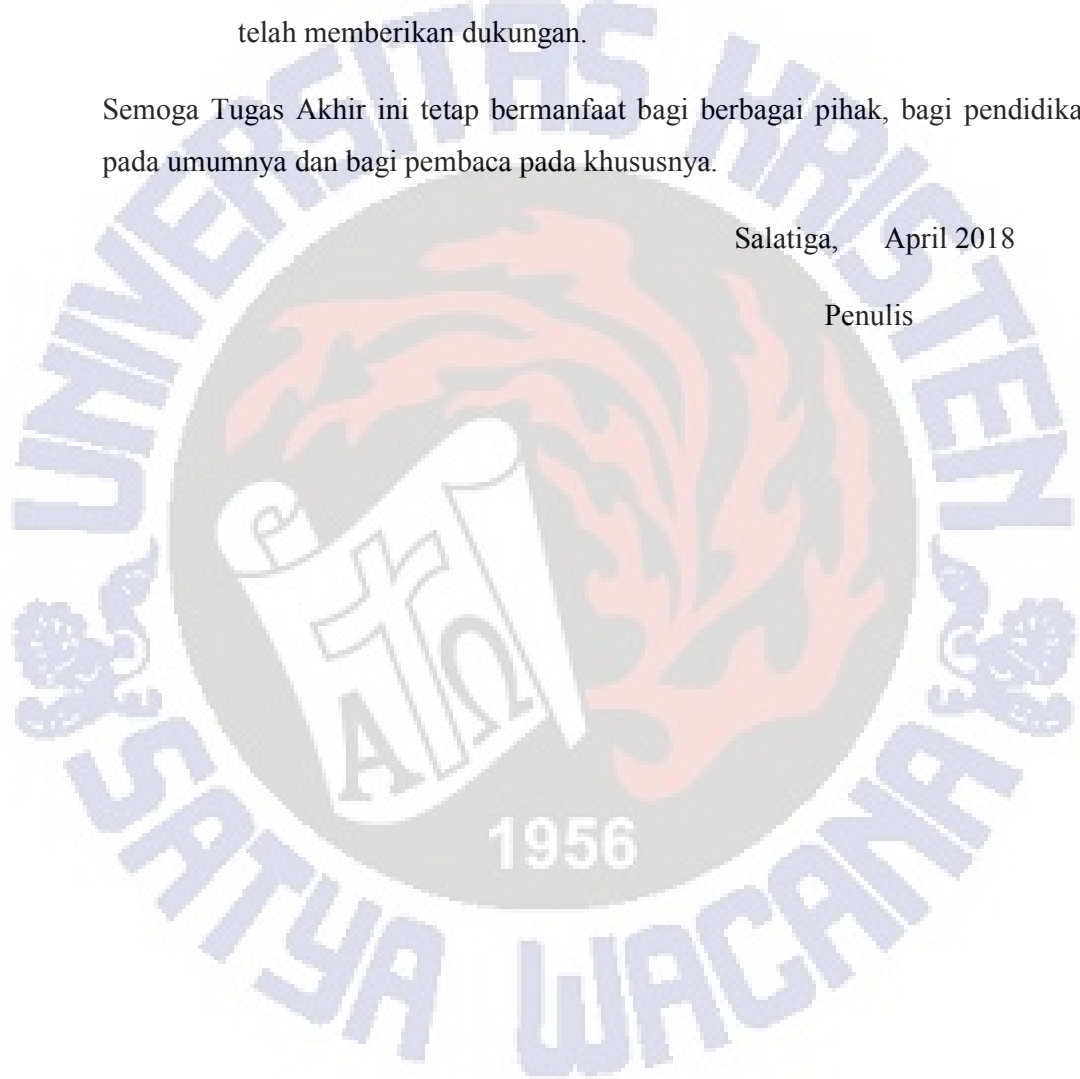 telah memberikan dukungan.
Semoga Tugas Akhir ini tetap bermanfaat bagi berbagai pihak, bagi pendidika
pada umumnya dan bagi pembaca pada khususnya.
Salatiga, April 2018
Penulis
UNIVERSITAS KRISTEN
SATYA WACANA
Α Ω
1956